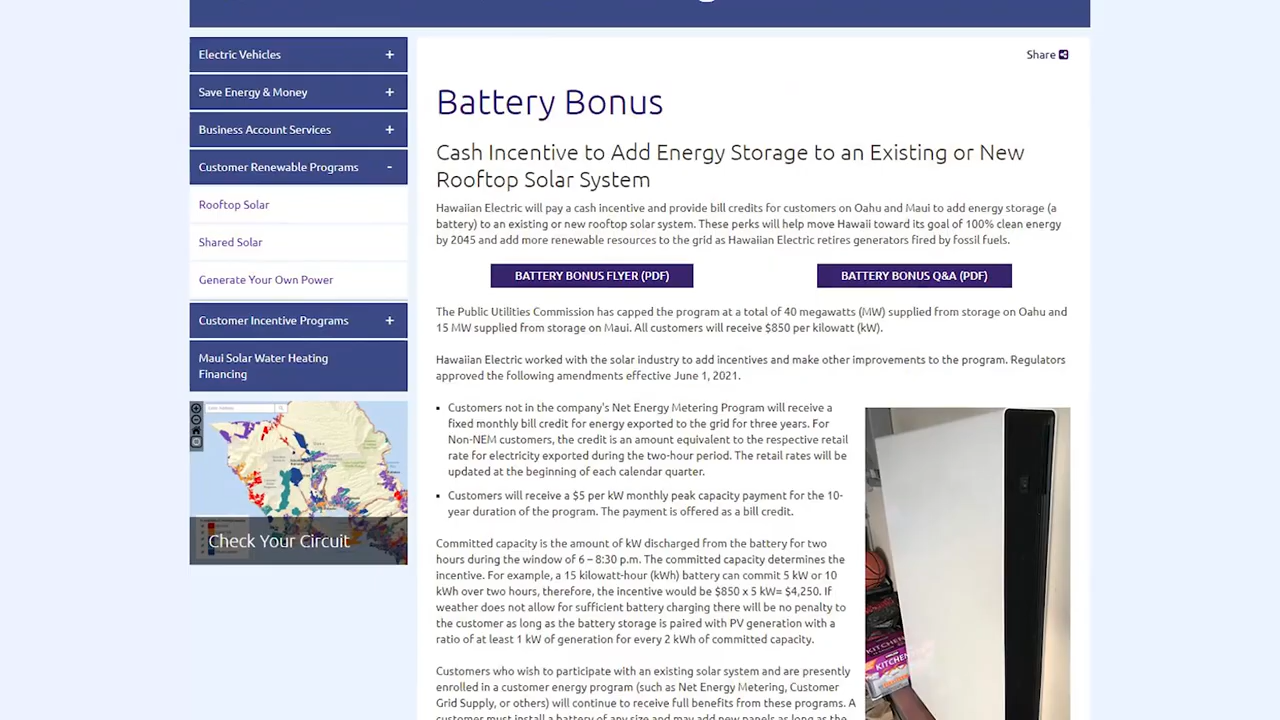 Electric Vehicles +
Save Energy & Money +
Business Account Services +
Customer Renewable Programs -
Rooftop Solar
Shared Solar
Generate Your Own Power
Customer Incentive Programs +
Maui Solar Water Heating
Financing
Check Your Circuit
Share
Battery Bonus
Cash Incentive to Add Energy Storage to an Existing or New
Rooftop Solar System
Hawaiian Electric will pay a cash incentive and provide bill credits for customers on Oahu and Maui to add energy storage (a
battery) to an existing or new rooftop solar system. These perks will help move Hawaii toward its goal of 100% clean energy
by 2045 and add more renewable resources to the grid as Hawaiian Electric retires generators fired by fossil fuels.
BATTERY BONUS FLYER (PDF)
BATTERY BONUS Q&A (PDF)
The Public Utilities Commission has capped the program at a total of 40 megawatts (MW) supplied from storage on Oahu and
15 MW supplied from storage on Maui. All customers will receive $850 per kilowatt (kW).
Hawaiian Electric worked with the solar industry to add incentives and make other improvements to the program. Regulators
approved the following amendments effective June 1, 2021.
▪ Customers not in the company's Net Energy Metering Program will receive a
fixed monthly bill credit for energy exported to the grid for three years. For
Non-NEM customers, the credit is an amount equivalent to the respective retail
rate for electricity exported during the two-hour period. The retail rates will be
updated at the beginning of each calendar quarter.
▪ Customers will receive a $5 per kW monthly peak capacity payment for the 10-
year duration of the program. The payment is offered as a bill credit.
Committed capacity is the amount of kW discharged from the battery for two
hours during the window of 6 – 8:30 p.m. The committed capacity determines the
incentive. For example, a 15 kilowatt-hour (kWh) battery can commit 5 kW or 10
kWh over two hours, therefore, the incentive would be $850 x 5 kW= $4,250. If
weather does not allow for sufficient battery charging there will be no penalty to
the customer as long as the battery storage is paired with PV generation with a
ratio of at least 1 kW of generation for every 2 kWh of committed capacity.
Customers who wish to participate with an existing solar system and are presently
enrolled in a customer energy program (such as Net Energy Metering, Customer
Grid Supply, or others) will continue to receive full benefits from these programs. A
customer must install a battery of any size and may add new panels as long as the
KITCHEN